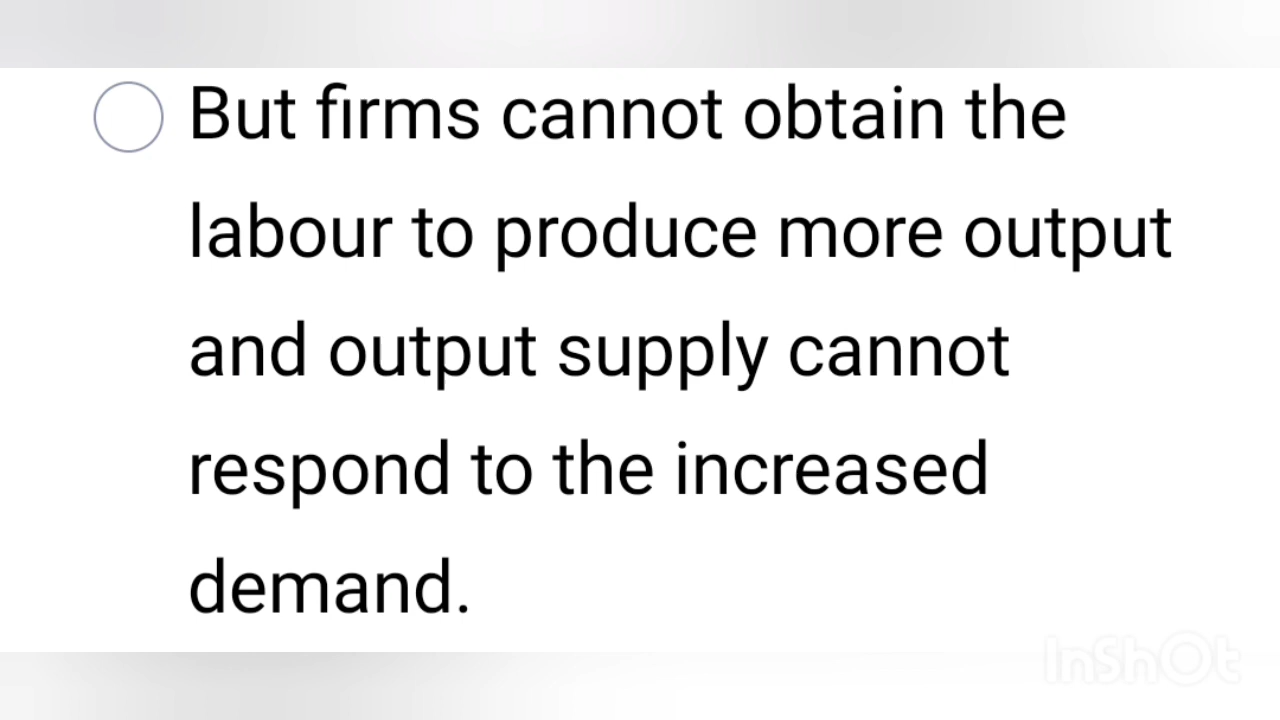 But firms cannot obtain the
labour to produce more output
and output supply cannot
respond to the increased
demand.
InShOt